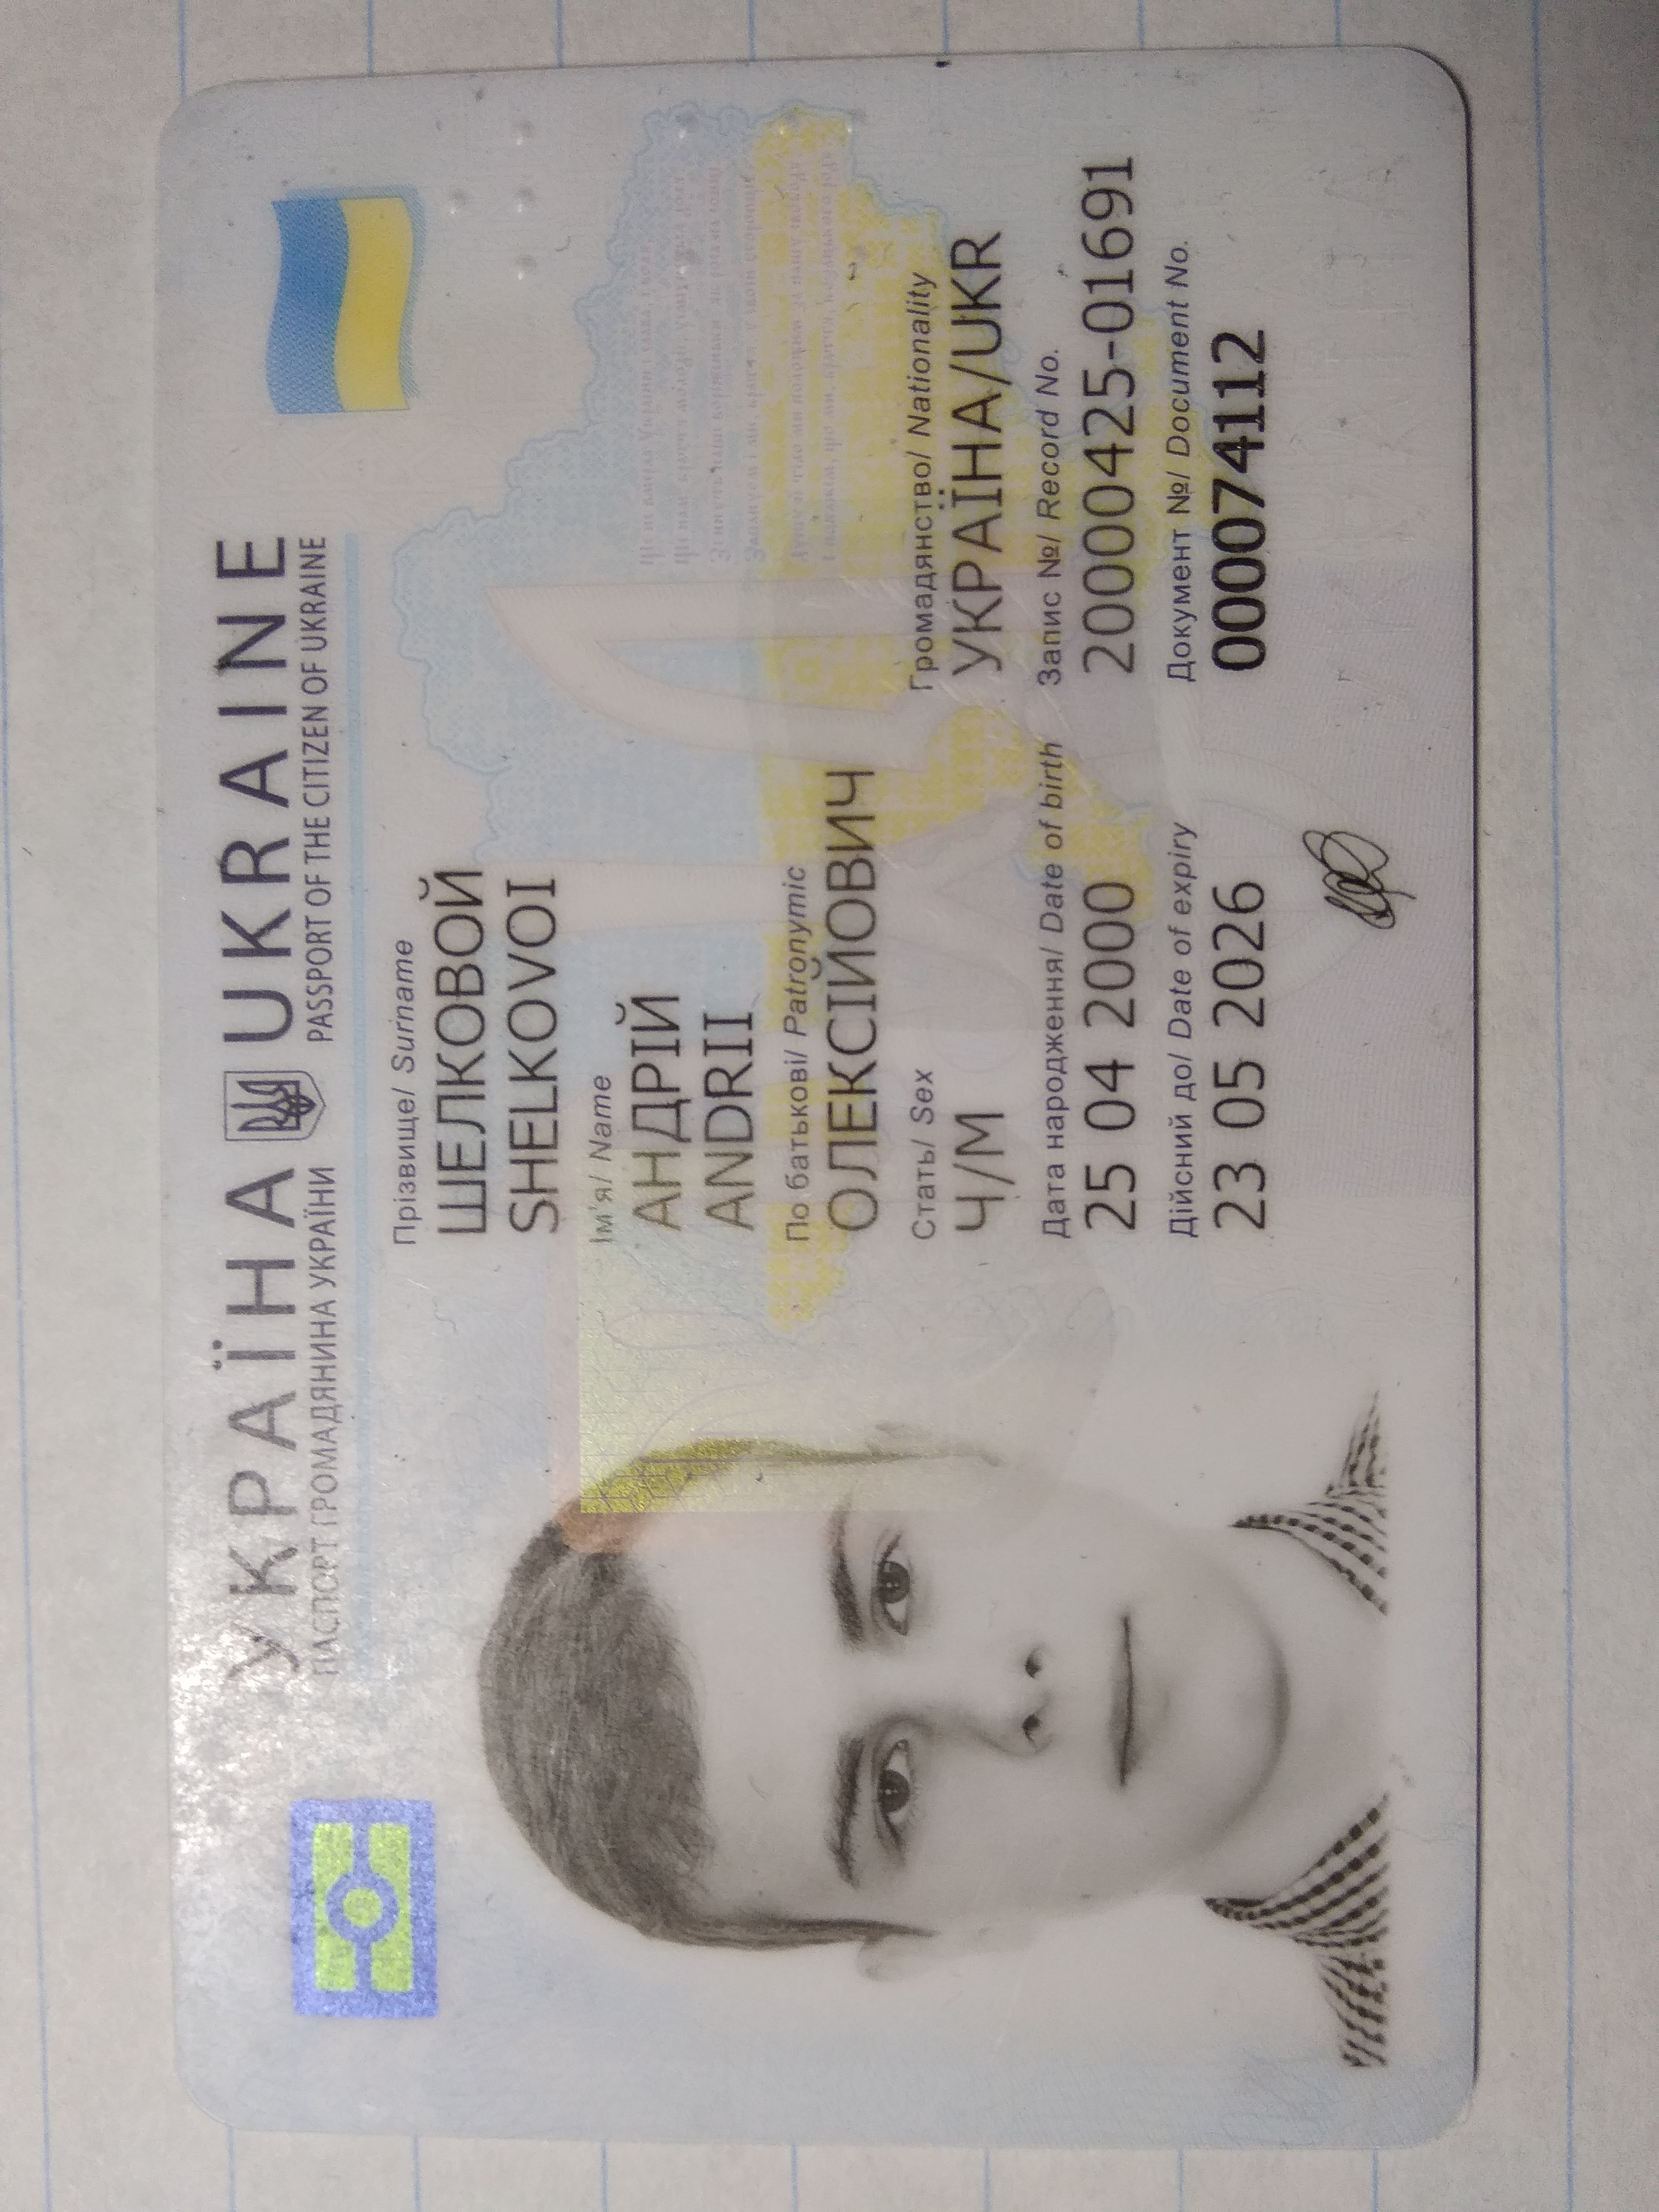 УКРАЇНА UKRAINE
ПАСПОРТ ГРОМАДЯНИНА УКРАЇНИ PASSPORT OF THE CITIZEN OF UKRAINE
Прізвище/ Surname
ШЕЛКОВОЙ
SHELKOVOI
Ім'я/ Name
АНДРІЙ
ANDRII
По батькові/ Patronymic
ОЛЕКСІЙОВИЧ
Стать/ Sex Громадянство/ Nationality
Ч/M УКРАЇНА/UKR
Дата народження/ Date of birth Запис №/ Record No.
25 04 2000 20000425-01691
Дійсний до/ Date of expiry Документ №/ Document No.
23 05 2026 000074112